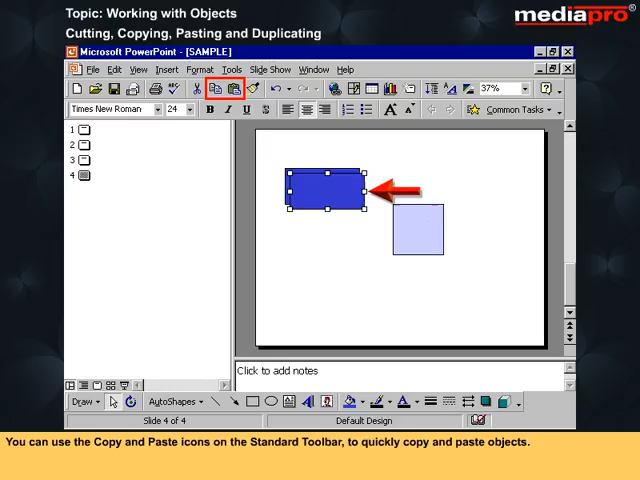 Topic: Working with Objects
mediapro®
Cutting, Copying, Pasting and Duplicating
Microsoft PowerPoint - [SAMPLE]
File Edit View Insert Format Tools Slide Show Window Help
37%
Times New Roman 24 B I U S A A Common Tasks
1
2
3
4
Click to add notes
Draw AutoShapes A
Slide 4 of 4 Default Design
You can use the Copy and Paste icons on the Standard Toolbar, to quickly copy and paste objects.